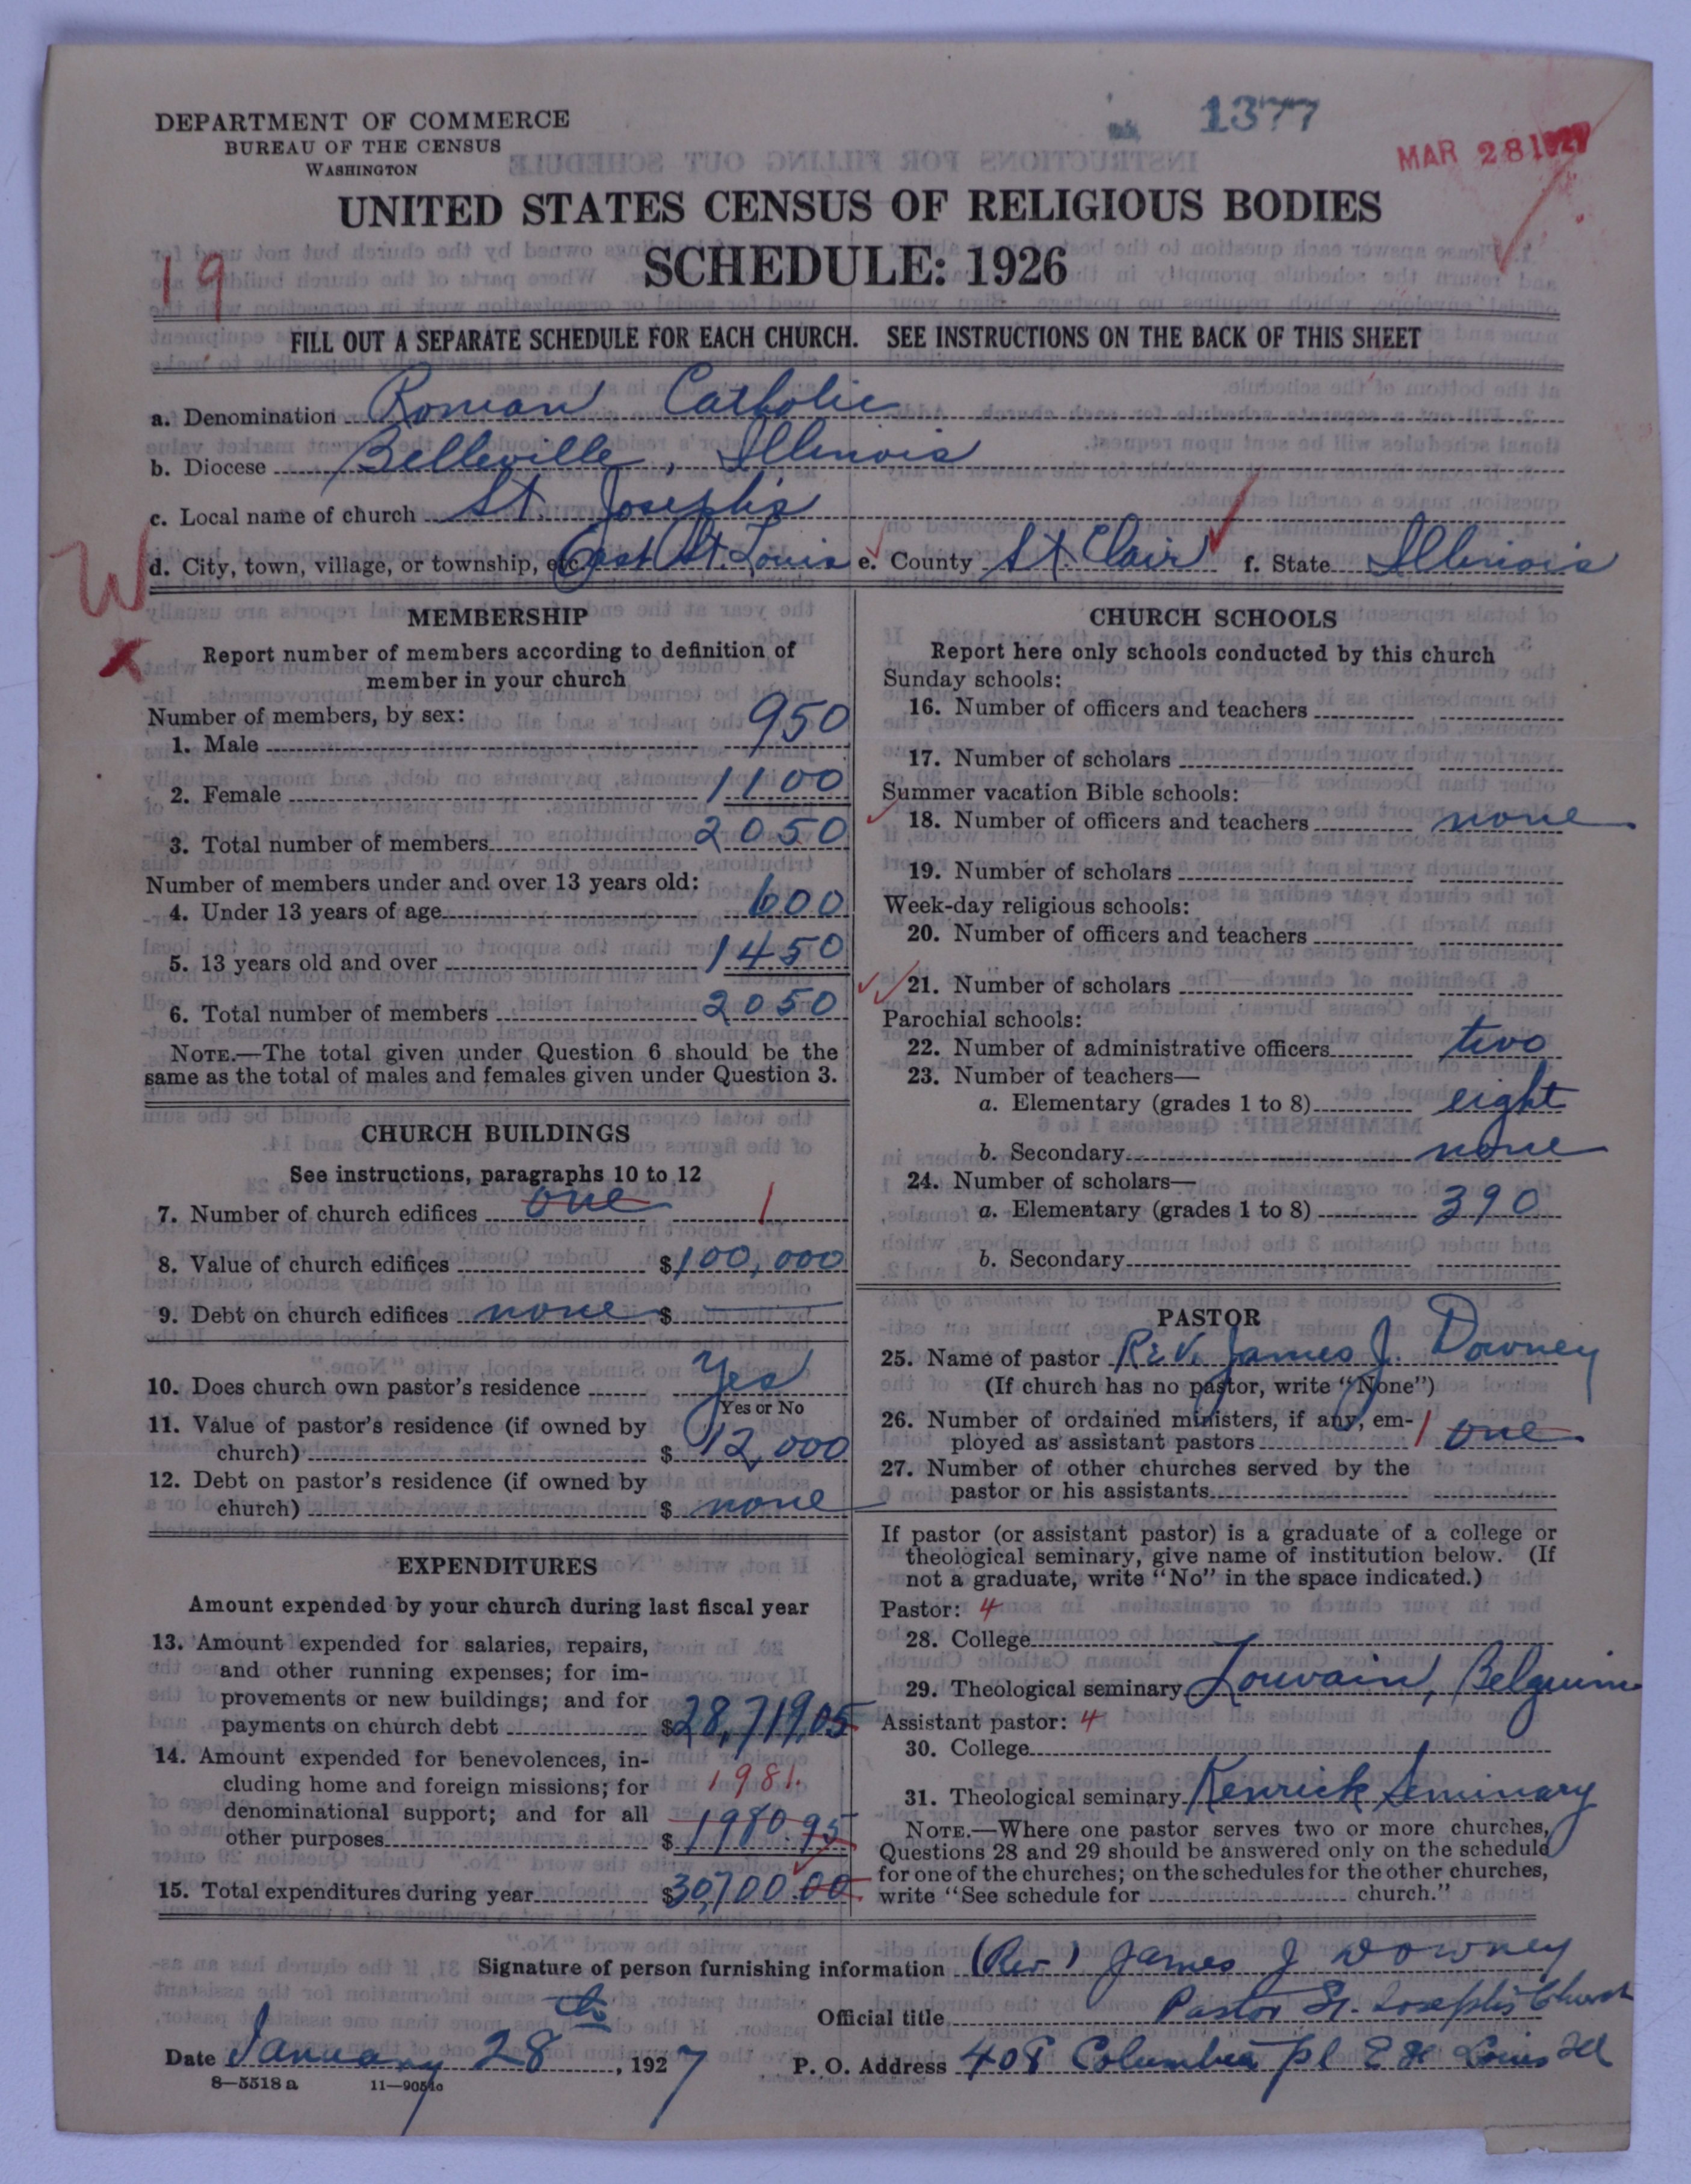 1377
MAR 28 1927
DEPARTMENT OF COMMERCE
BUREAU OF THE CENSUS
WASHINGTON
UNITED STATES CENSUS OF RELIGIOUS BODIES
19
SCHEDULE: 1926
FILL OUT A SEPARATE SCHEDULE FOR EACH CHURCH. SEE INSTRUCTIONS ON THE BACK OF THIS SHEET
a. Denomination Roman Catholic
b. Diocese Belleville, Illinois
c. Local name of church St. Joseph's
W
d. City, town, village, or township, etc. East St. Louis e. County St Clair f. State Illinois
x
MEMBERSHIP
Report number of members according to definition of
member in your church
Number of members, by sex:
1. Male 950
2. Female 1100
3. Total number of members 2050
Number of members under and over 13 years old:
4. Under 13 years of age 600
5. 13 years old and over 1450
6. Total number of members 2050
NOTE.—The total given under Question 6 should be the
same as the total of males and females given under Question 3.
CHURCH BUILDINGS
See instructions, paragraphs 10 to 12
7. Number of church edifices one 1
8. Value of church edifices $100,000
9. Debt on church edifices none $
10. Does church own pastor's residence Yes
Yes or No
11. Value of pastor's residence (if owned by
church) $ 12,000
12. Debt on pastor's residence (if owned by
church) $ none
EXPENDITURES
Amount expended by your church during last fiscal year
13. Amount expended for salaries, repairs,
and other running expenses; for im-
provements or new buildings; and for
payments on church debt $28,719.05
14. Amount expended for benevolences, in-
cluding home and foreign missions; for 1981.
denominational support; and for all
other purposes $1980.95
15. Total expenditures during year $30,700.00
CHURCH SCHOOLS
Report here only schools conducted by this church
Sunday schools:
16. Number of officers and teachers
17. Number of scholars
Summer vacation Bible schools:
18. Number of officers and teachers none
19. Number of scholars
Week-day religious schools:
20. Number of officers and teachers
21. Number of scholars
Parochial schools:
22. Number of administrative officers two
23. Number of teachers—
a. Elementary (grades 1 to 8) eight
b. Secondary none
24. Number of scholars—
a. Elementary (grades 1 to 8) 390
b. Secondary
PASTOR
25. Name of pastor Rev. James J. Downey
(If church has no pastor, write "None")
26. Number of ordained ministers, if any, em-
ployed as assistant pastors 1 one
27. Number of other churches served by the
pastor or his assistants
If pastor (or assistant pastor) is a graduate of a college or
theological seminary, give name of institution below. (If
not a graduate, write "No" in the space indicated.)
Pastor: 4
28. College
29. Theological seminary Louvain, Belguim
Assistant pastor: 4
30. College
31. Theological seminary Kenrick Seminary
NOTE.—Where one pastor serves two or more churches,
Questions 28 and 29 should be answered only on the schedule
for one of the churches; on the schedules for the other churches,
write "See schedule for church."
Signature of person furnishing information (Rev) James J Downey
Official title Pastor St. Joseph's Church
Date January 28th, 1927 P. O. Address 408 Columbia Pl E St Louis Ill
8—5518 a